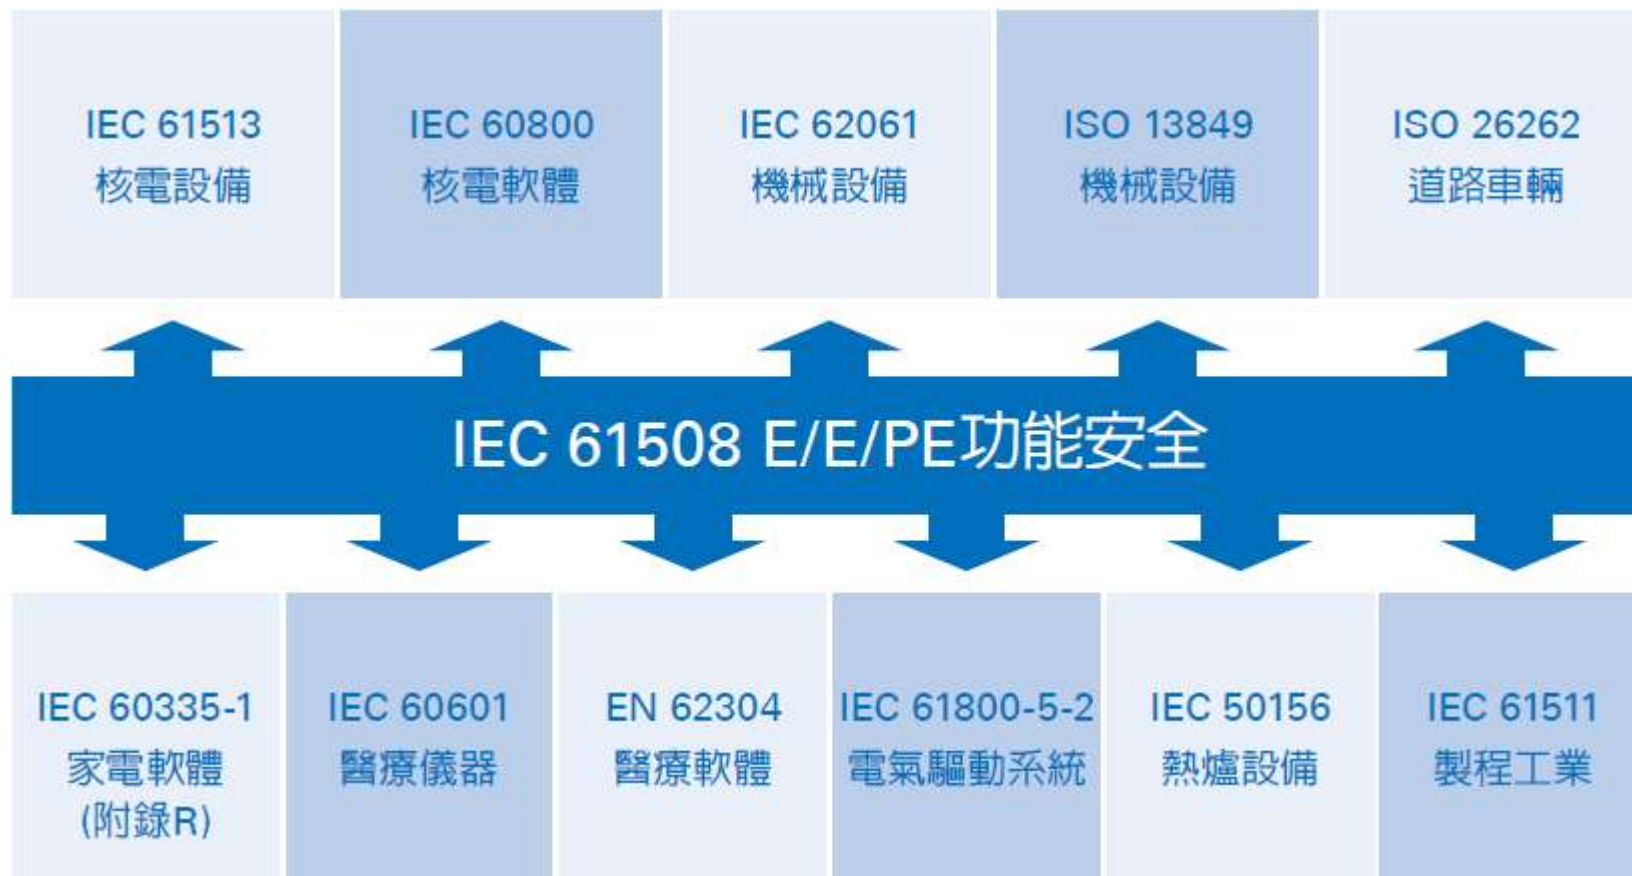 IEC 61513
核電設備
IEC 60800
核電軟體
IEC 62061
機械設備
ISO 13849
機械設備
ISO 26262
道路車輛
IEC 61508 E/E/PE功能安全
IEC 60335-1
家電軟體
(附錄R)
IEC 60601
醫療儀器
EN 62304
醫療軟體
IEC 61800-5-2
電氣驅動系統
IEC 50156
熱爐設備
IEC 61511
製程工業